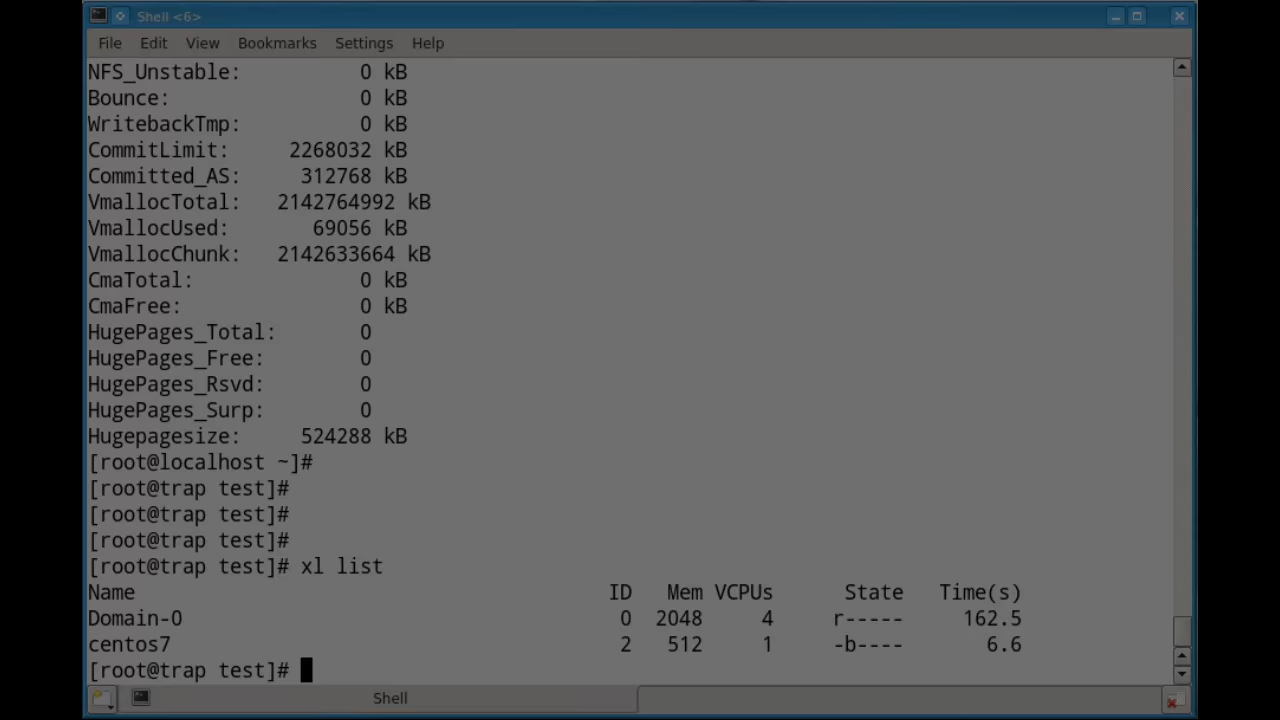 Shell <6>
File Edit View Bookmarks Settings Help
NFS_Unstable: 0 kB
Bounce: 0 kB
WritebackTmp: 0 kB
CommitLimit: 2268032 kB
Committed_AS: 312768 kB
VmallocTotal: 2142764992 kB
VmallocUsed: 69056 kB
VmallocChunk: 2142633664 kB
CmaTotal: 0 kB
CmaFree: 0 kB
HugePages_Total: 0
HugePages_Free: 0
HugePages_Rsvd: 0
HugePages_Surp: 0
Hugepagesize: 524288 kB
[root@localhost ~]#
[root@trap test]#
[root@trap test]#
[root@trap test]#
[root@trap test]# xl list
Name ID Mem VCPUs State Time(s)
Domain-0 0 2048 4 r----- 162.5
centos7 2 512 1 -b---- 6.6
[root@trap test]#
Shell